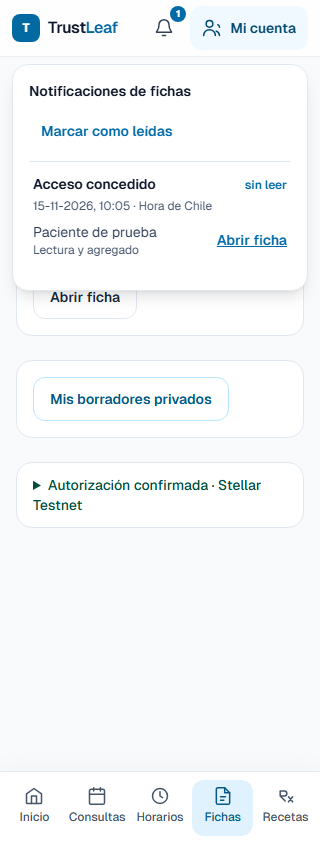 T TrustLeaf 1 Mi cuenta
Notificaciones de fichas
Marcar como leídas
Acceso concedido sin leer
15-11-2026, 10:05 · Hora de Chile
Paciente de prueba
Lectura y agregado Abrir ficha
Abrir ficha
Mis borradores privados
Autorización confirmada · Stellar
Testnet
Inicio Consultas Horarios Fichas Recetas